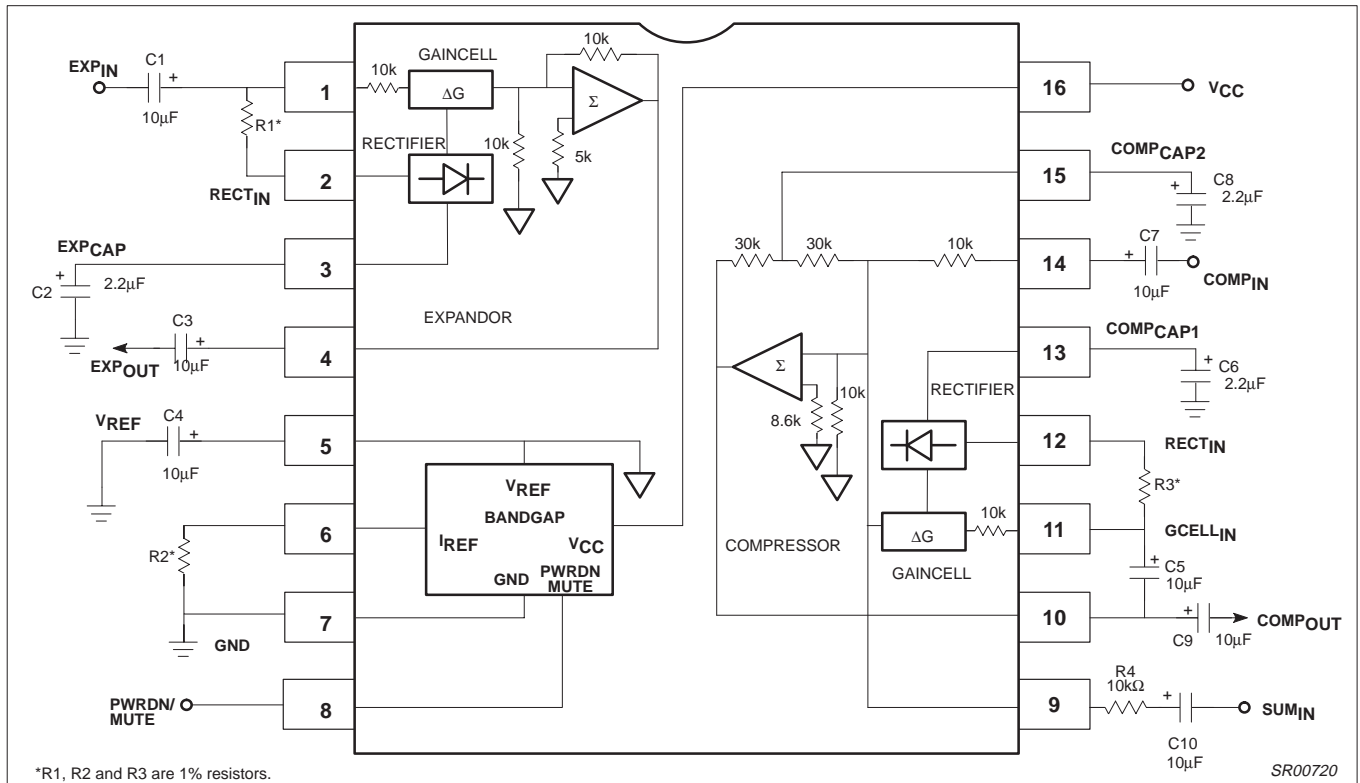 EXPIN
C1
+
10µF
R1*
RECTIN
1
2
10k
GAINCELL
ΔG
RECTIFIER
10k
10k
Σ
5k
EXPCAP
+
C2
2.2µF
3
EXPANDOR
C3
+
10µF
EXPOUT
4
VREF
C4
+
10µF
5
VREF
BANDGAP
IREF
VCC
GND
PWRDN
MUTE
6
R2*
7
GND
PWRDN/
MUTE
8
16
VCC
COMPCAP2
15
+
C8
2.2µF
30k
30k
10k
14
+
C7
10µF
COMPIN
COMPCAP1
13
+
C6
2.2µF
Σ
8.6k
10k
RECTIFIER
12
RECTIN
R3*
COMPRESSOR
ΔG
10k
GAINCELL
11
GCELLIN
+
C5
10µF
10
+
C9
10µF
COMPOUT
9
R4
10kΩ
+
C10
10µF
SUMIN
*R1, R2 and R3 are 1% resistors.
SR00720